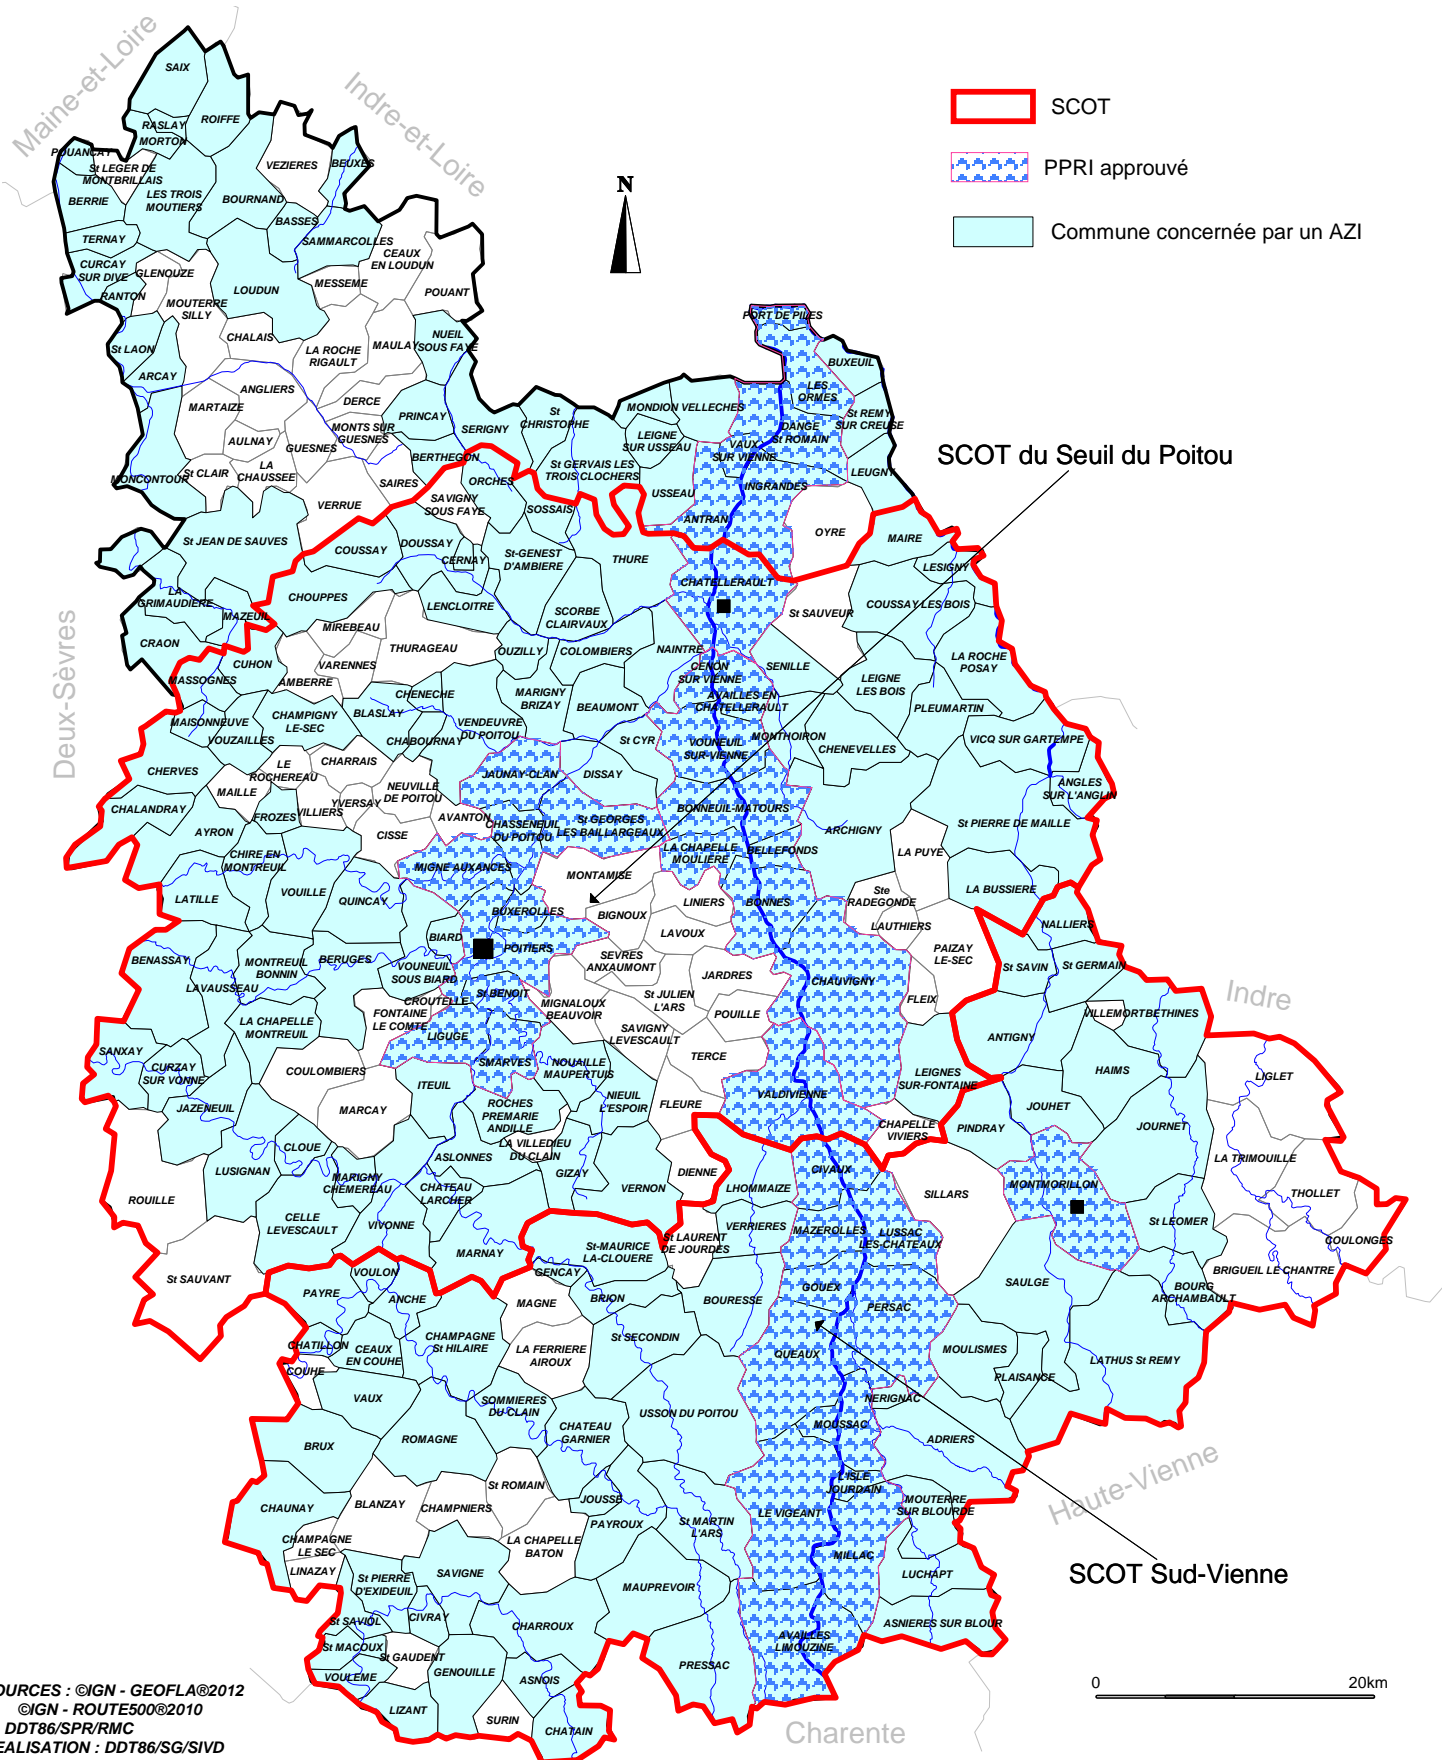 Maine-et-Loire
Indre-et-Loire
SCOT
PPRI approuvé
Commune concernée par un AZI
N
SAIX
ROIFFE
RASLAY
MORTON
POUANCAY
St LEGER DE
MONTBRILLAIS
VEZIERES
BEUXES
BERRIE
LES TROIS
MOUTIERS
BOURNAND
BASSES
TERNAY
SAMMARCOLLES
CEAUX
EN LOUDUN
CURCAY
SUR DIVE
GLENOUZE
RANTON
LOUDUN
MESSEME
POUANT
MOUTERRE
SILLY
CHALAIS
St LAON
LA ROCHE
RIGAULT
MAULAY
NUEIL
SOUS FAYE
ARCAY
ANGLIERS
MARTAIZE
DERCE
PRINCAY
MONTS SUR
GUESNES
AULNAY
GUESNES
SERIGNY
St
CHRISTOPHE
MONDION
VELLECHES
LEIGNE
SUR USSEAU
PORT DE PILES
BUXEUIL
LES
ORMES
St REMY
SUR CREUSE
DANGE
St ROMAIN
VAUX
SUR VIENNE
LEUGNY
INGRANDES
MONCONTOUR
St CLAIR
LA
CHAUSSEE
BERTHEGON
SAIRES
ORCHES
St GERVAIS LES
TROIS CLOCHERS
USSEAU
ANTRAN
OYRE
VERRUE
SAVIGNY
SOUS FAYE
SOSSAIS
SCOT du Seuil du Poitou
St JEAN DE SAUVES
COUSSAY
DOUSSAY
CERNAY
St-GENEST
D'AMBIERE
THURE
MAIRE
LESIGNY
CHATELLERAULT
LA
GRIMAUDIERE
MAZEUIL
CHOUPPES
LENCLOITRE
SCORBE
CLAIRVAUX
St SAUVEUR
COUSSAY LES BOIS
CRAON
MIREBEAU
THURAGEAU
OUZILLY
COLOMBIERS
NAINTRE
CENON
SUR VIENNE
SENILLE
LA ROCHE
POSAY
Deux-Sèvres
CUHON
VARENNES
MASSOGNES
AMBERRE
CHENECHE
MARIGNY
BRIZAY
BEAUMONT
AVAILLES EN
CHATELLERAULT
LEIGNE
LES BOIS
PLEUMARTIN
MAISONNEUVE
VOUZAILLES
CHAMPIGNY
LE-SEC
BLASLAY
VENDEUVRE
DU POITOU
CHABOURNAY
St CYR
VOUNEUIL
SUR-VIENNE
MONTHOIRON
CHENEVELLES
VICQ SUR GARTEMPE
CHERVES
LE
ROCHEREAU
CHARRAIS
JAUNAY-CLAN
DISSAY
ANGLES
SUR L'ANGLIN
MAILLE
NEUVILLE
DE POITOU
CHALANDRAY
YVERSAY
VILLIERS
FROZES
AVANTON
CHASSENEUIL
DU POITOU
St GEORGES
LES BAILLARGEAUX
BONNEUIL-MATOURS
St PIERRE DE MAILLE
AYRON
CISSE
ARCHIGNY
CHIRE EN
MONTREUIL
MIGNE AUXANCES
LA CHAPELLE
MOULIERE
BELLEFONDS
LA PUYE
MONTAMISE
LATILLE
VOUILLE
QUINCAY
BUXEROLLES
BIGNOUX
LINIERS
BONNES
Ste
RADEGONDE
LA BUSSIERE
LAUTHIERS
NALLIERS
BIARD
POITIERS
LAVOUX
PAIZAY
LE-SEC
BENASSAY
MONTREUIL
BONNIN
BERUGES
LAVAUSSEAU
VOUNEUIL
SOUS BIARD
SEVRES
ANXAUMONT
JARDRES
CHAUVIGNY
St SAVIN
St GERMAIN
Indre
CROUTELLE
St BENOIT
MIGNALOUX
BEAUVOIR
St JULIEN
L'ARS
FLEIX
LA CHAPELLE
MONTREUIL
FONTAINE
LE COMTE
LIGUGE
POUILLE
VILLEMORT
BETHINES
SAVIGNY
LEVESCAULT
ANTIGNY
SANXAY
CURZAY
SUR VONNE
SMARVES
NOUAILLE
MAUPERTUIS
TERCE
COULOMBIERS
ITEUIL
VALDIVIENNE
LEIGNES
SUR-FONTAINE
HAIMS
LIGLET
JAZENEUIL
MARCAY
ROCHES
PREMARIE
ANDILLE
NIEUIL
L'ESPOIR
FLEURE
JOUHET
CHAPELLE
VIVIERS
PINDRAY
JOURNET
CLOUE
LA VILLEDIEU
DU CLAIN
ASLONNES
LA TRIMOUILLE
LUSIGNAN
MARIGNY
CHEMEREAU
CHATEAU
LARCHER
GIZAY
VERNON
DIENNE
CIVAUX
ROUILLE
LHOMMAIZE
SILLARS
MONTMORILLON
THOLLET
CELLE
LEVESCAULT
VIVONNE
VERRIERES
MAZEROLLES
LUSSAC
LES-CHATEAUX
St LEOMER
COULONGES
St LAURENT
DE JOURDES
MARNAY
St-MAURICE
LA-CLOUERE
BRIGUEIL LE CHANTRE
St SAUVANT
VOULON
GENCAY
SAULGE
BOURG
ARCHAMBAULT
PAYRE
ANCHE
MAGNE
BRION
BOURESSE
GOUEX
PERSAC
CHATILLON
CEAUX
EN COUHE
CHAMPAGNE
St HILAIRE
LA FERRIERE
AIROUX
St SECONDIN
QUEAUX
MOULISMES
LATHUS St REMY
COUHE
PLAISANCE
VAUX
SOMMIERES
DU CLAIN
NERIGNAC
USSON DU POITOU
MOUSSAC
CHATEAU
GARNIER
BRUX
ROMAGNE
ADRIERS
Haute-Vienne
St ROMAIN
L'ISLE
JOURDAIN
CHAUNAY
BLANZAY
CHAMPNIERS
JOUSSE
PAYROUX
St MARTIN
L'ARS
LE VIGEANT
MOUTERRE
SUR BLOURDE
CHAMPAGNE
LE SEC
LA CHAPELLE
BATON
MILLAC
LINAZAY
St PIERRE
D'EXIDEUIL
SAVIGNE
MAUPREVOIR
LUCHAPT
SCOT Sud-Vienne
St SAVIOL
CIVRAY
CHARROUX
ASNIERES SUR BLOUR
AVAILLES
LIMOUZINE
St MACOUX
St GAUDENT
GENOUILLE
PRESSAC
VOULEME
ASNOIS
LIZANT
SURIN
CHATAIN
Charente
0
20km
OURCES : ©IGN - GEOFLA®2012
©IGN - ROUTE500®2010
DDT86/SPR/RMC
EALISATION : DDT86/SG/SIVD